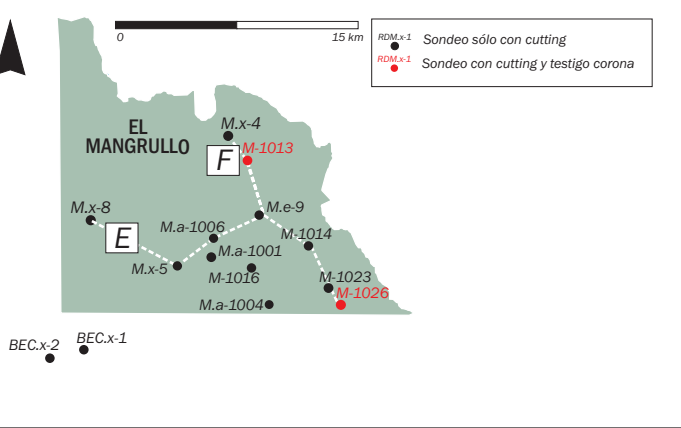 0 15 km
RDM.x-1 Sondeo sólo con cutting
RDM.x-1 Sondeo con cutting y testigo corona
EL
MANGRULLO
M.x-4
F
M-1013
M.x-8
E
M.a-1006
M.e-9
M-1014
M.a-1001
M.x-5
M-1016
M-1023
M-1026
M.a-1004
BEC.x-2
BEC.x-1